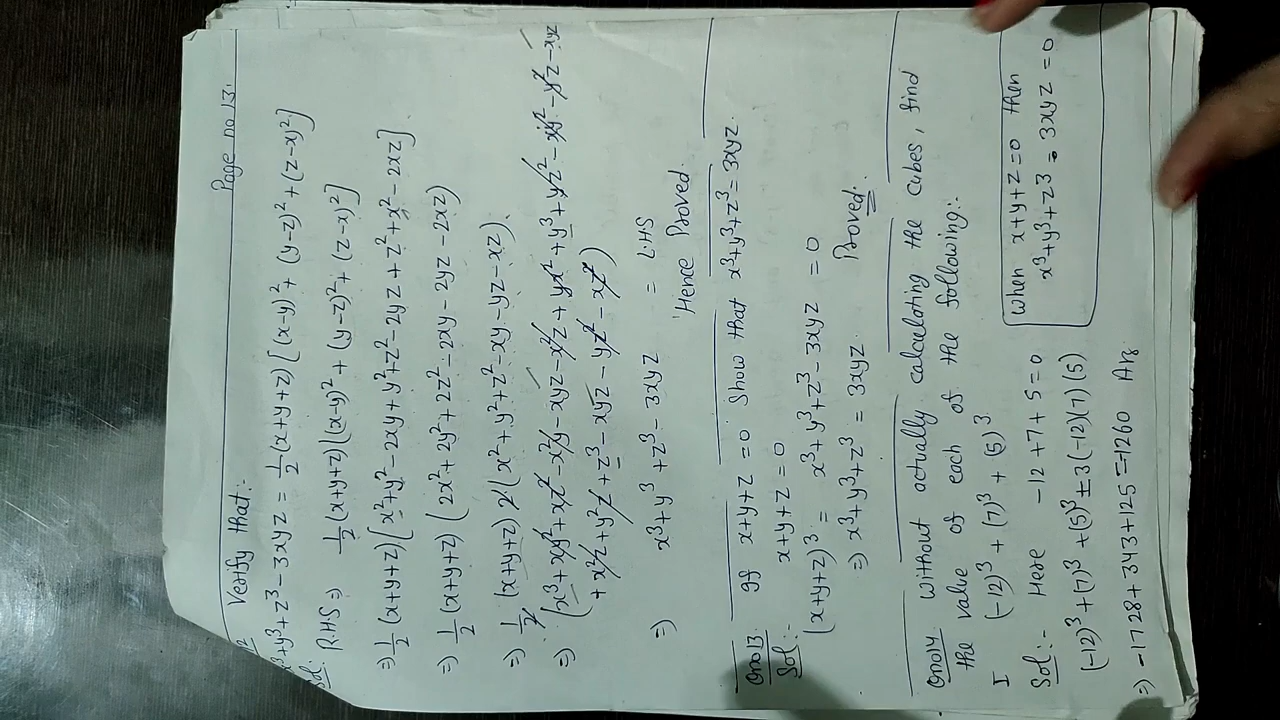 Page no 13.
Verify that:-
x³+y³+z³-3xyz = 1/2 (x+y+z) [(x-y)²+ (y-z)²+(z-xy)²]
Sol: RHS ⇒ 1/2 (x+y+z)[(x-y)² + (y-z)²+ (z-x)²]
⇒ 1/2 (x+y+z) [x²+y²-2xy+y²+z²-2yz+z²+x²-2xz]
⇒ 1/2 (x+y+z) (2x²+2y²+2z²-2xy-2yz-2xz)
⇒ 1/2 (x+y+z) 2(x²+y²+z²-xy-yz-xz).
⇒ (x³+xy²+xz²-x²y-xyz-x²z+yx²+y³+yz²-xy²-y²z-xyz
+x²z+y²z+z³-xyz-yz²-xz²)
⇒ x³+y³+z³-3xyz = LHS
Hence Proved.
Qno13 If x+y+z=0 Show that x³+y³+z³=3xyz.
Sol:- x+y+z=0
(x+y+z)³ = x³+y³+z³-3xyz = 0
⇒ x³+y³+z³ = 3xyz. Proved.
Qno14 without actually calculating the cubes, find
the value of each of the following:-
I (-12)³+(7)³+(5)³
Sol:- Here -12+7+5=0
When x+y+z=0 then
x³+y³+z³=3xyz=0
(-12)³+(7)³+(5)³=±3(-12)(7)(5)
⇒ -1728+343+125=1260 Ans